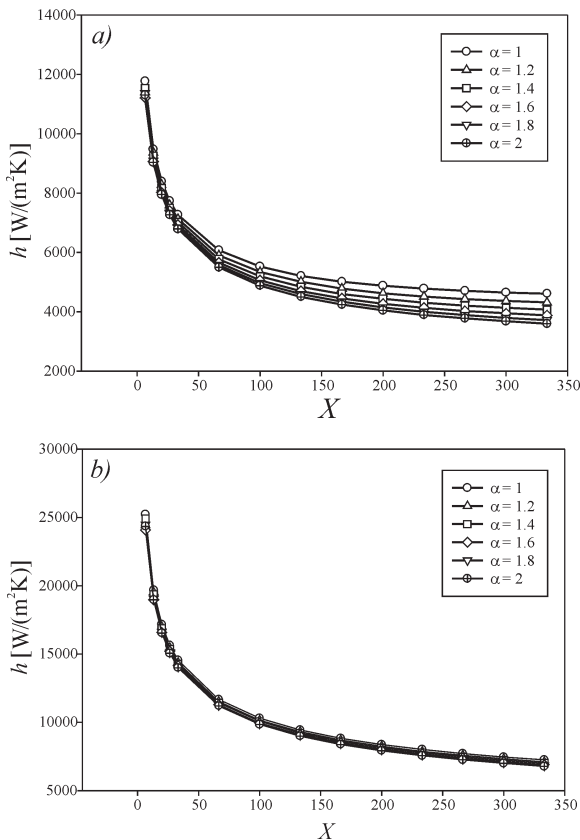 a)
14000
12000
10000
8000
6000
4000
2000
h [W/(m²K)]
0 50 100 150 200 250 300 350
X
α = 1
α = 1.2
α = 1.4
α = 1.6
α = 1.8
α = 2
b)
30000
25000
20000
15000
10000
5000
h [W/(m²K)]
0 50 100 150 200 250 300 350
X
α = 1
α = 1.2
α = 1.4
α = 1.6
α = 1.8
α = 2